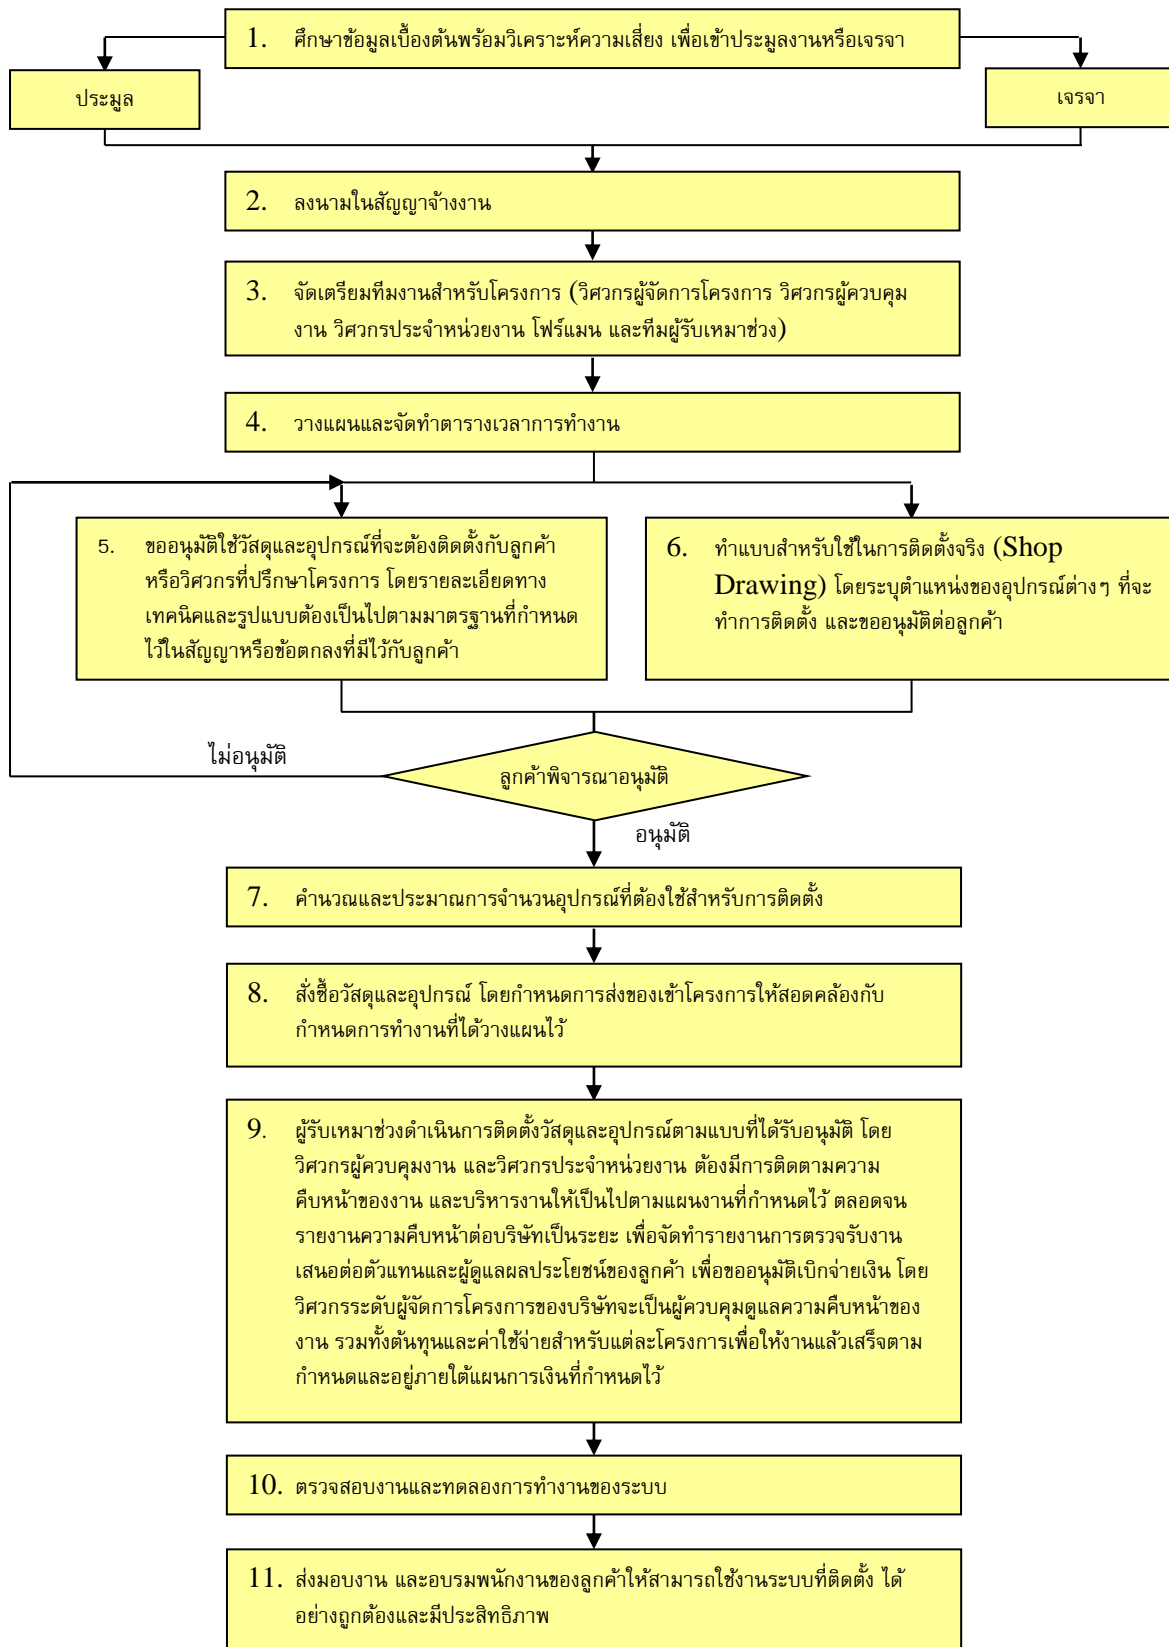 1. ศึกษาข้อมูลเบื้องต้นพร้อมวิเคราะห์ความเสี่ยง เพื่อเข้าประมูลงานหรือเจรจา
ประมูล
เจรจา
2. ลงนามในสัญญาจ้างงาน
3. จัดเตรียมทีมงานสำหรับโครงการ (วิศวกรผู้จัดการโครงการ วิศวกรผู้ควบคุม
งาน วิศวกรประจำหน่วยงาน โฟร์แมน และทีมผู้รับเหมาช่วง)
4. วางแผนและจัดทำตารางเวลาการทำงาน
5. ขออนุมัติใช้วัสดุและอุปกรณ์ที่จะต้องติดตั้งกับลูกค้า
หรือวิศวกรที่ปรึกษาโครงการ โดยรายละเอียดทาง
เทคนิคและรูปแบบต้องเป็นไปตามมาตรฐานที่กำหนด
ไว้ในสัญญาหรือข้อตกลงที่มีไว้กับลูกค้า
6. ทำแบบสำหรับใช้ในการติดตั้งจริง (Shop
Drawing) โดยระบุตำแหน่งของอุปกรณ์ต่างๆ ที่จะ
ทำการติดตั้ง และขออนุมัติต่อลูกค้า
ไม่อนุมัติ
ลูกค้าพิจารณาอนุมัติ
อนุมัติ
7. คำนวณและประมาณการจำนวนอุปกรณ์ที่ต้องใช้สำหรับการติดตั้ง
8. สั่งซื้อวัสดุและอุปกรณ์ โดยกำหนดการส่งของเข้าโครงการให้สอดคล้องกับ
กำหนดการทำงานที่ได้วางแผนไว้
9. ผู้รับเหมาช่วงดำเนินการติดตั้งวัสดุและอุปกรณ์ตามแบบที่ได้รับอนุมัติ โดย
วิศวกรผู้ควบคุมงาน และวิศวกรประจำหน่วยงาน ต้องมีการติดตามความ
คืบหน้าของงาน และบริหารงานให้เป็นไปตามแผนงานที่กำหนดไว้ ตลอดจน
รายงานความคืบหน้าต่อบริษัทเป็นระยะ เพื่อจัดทำรายงานการตรวจรับงาน
เสนอต่อตัวแทนและผู้ดูแลผลประโยชน์ของลูกค้า เพื่อขออนุมัติเบิกจ่ายเงิน โดย
วิศวกรระดับผู้จัดการโครงการของบริษัทจะเป็นผู้ควบคุมดูแลความคืบหน้าของ
งาน รวมทั้งต้นทุนและค่าใช้จ่ายสำหรับแต่ละโครงการเพื่อให้งานแล้วเสร็จตาม
กำหนดและอยู่ภายใต้แผนการเงินที่กำหนดไว้
10. ตรวจสอบงานและทดลองการทำงานของระบบ
11. ส่งมอบงาน และอบรมพนักงานของลูกค้าให้สามารถใช้งานระบบที่ติดตั้ง ได้
อย่างถูกต้องและมีประสิทธิภาพ